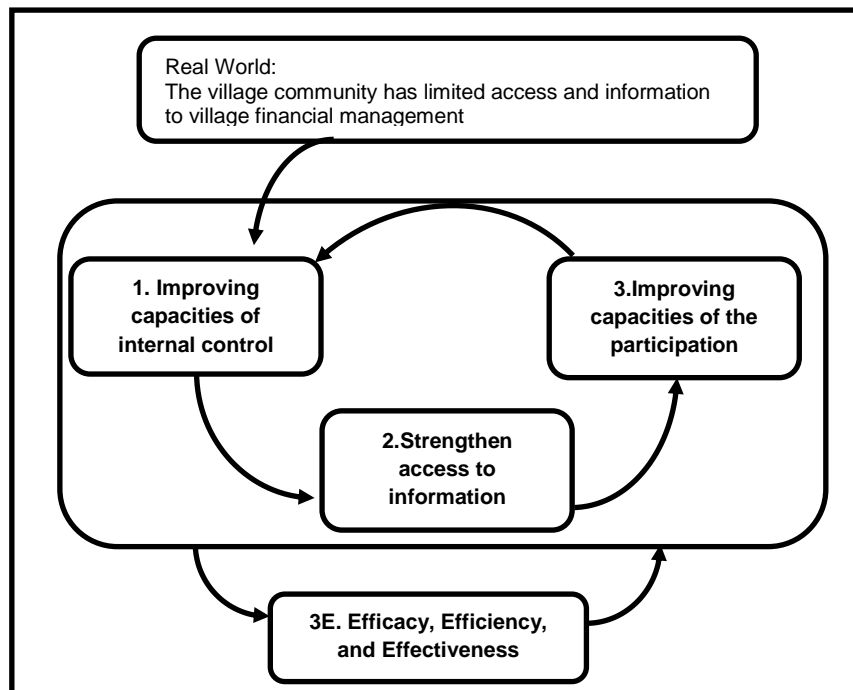 Real World:
The village community has limited access and information
to village financial management
1. Improving
capacities of
internal control
3.Improving
capacities of the
participation
2.Strengthen
access to
information
3E. Efficacy, Efficiency,
and Effectiveness